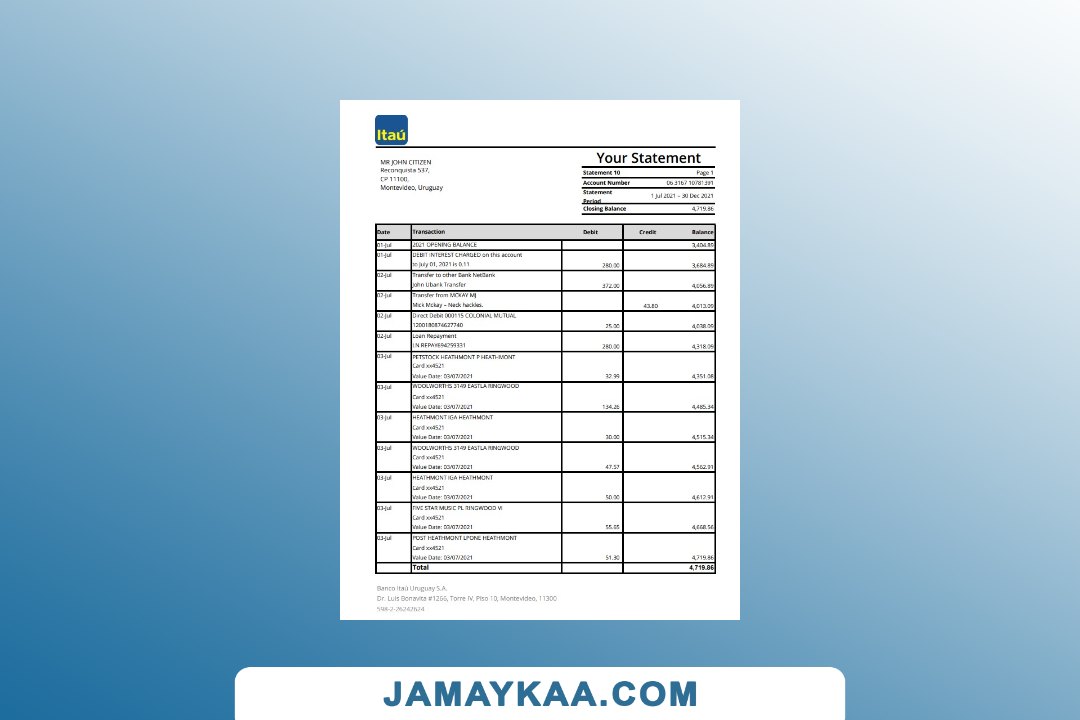 Itaú
Your Statement
MR JOHN CITIZEN
Reconquista 537,
CP 11100,
Montevideo, Uruguay
Statement 10 Page 1
Account Number 06 3167 10781391
Statement Period 1 Jul 2021 – 30 Dec 2021
Closing Balance 4,719.86
Date Transaction Debit Credit Balance
01-Jul 2021 OPENING BALANCE 3,404.89
01-Jul DEBIT INTEREST CHARGED on this account
to July 01, 2021 is 0.11 280.00 3,684.89
02-Jul Transfer to other Bank NetBank
John Ubank Transfer 372.00 4,056.89
02-Jul Transfer from MCKAY MJ
Mick Mckay – Neck hackles. 43.80 4,013.09
02-Jul Direct Debit 000115 COLONIAL MUTUAL
1200180874627740 25.00 4,038.09
02-Jul Loan Repayment
LN REPAY694259331 280.00 4,318.09
03-Jul PETSTOCK HEATHMONT P HEATHMONT
Card xx4521
Value Date: 03/07/2021 32.99 4,351.08
03-Jul WOOLWORTHS 3149 EASTLA RINGWOOD
Card xx4521
Value Date: 03/07/2021 134.26 4,485.34
03-Jul HEATHMONT IGA HEATHMONT
Card xx4521
Value Date: 03/07/2021 30.00 4,515.34
03-Jul WOOLWORTHS 3149 EASTLA RINGWOOD
Card xx4521
Value Date: 03/07/2021 47.57 4,562.91
03-Jul HEATHMONT IGA HEATHMONT
Card xx4521
Value Date: 03/07/2021 50.00 4,612.91
03-Jul FIVE STAR MUSIC PL RINGWOOD VI
Card xx4521
Value Date: 03/07/2021 55.65 4,668.56
03-Jul POST HEATHMONT LPONE HEATHMONT
Card xx4521
Value Date: 03/07/2021 51.30 4,719.86
Total 4,719.86
Banco Itaú Uruguay S.A.
Dr. Luis Bonavita #1266, Torre IV, Piso 10, Montevideo, 11300
598-2-26242624
JAMAYKAA.COM